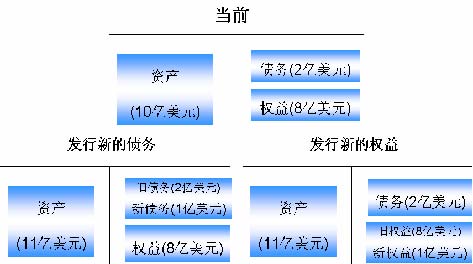 当前
资产
(10亿美元)
债务(2亿美元)
权益(8亿美元)
发行新的债务
发行新的权益
资产
(11亿美元)
旧债务(2亿美元)
新债务(1亿美元)
权益(8亿美元)
资产
(11亿美元)
债务(2亿美元)
旧权益(8亿美元)
新权益(1亿美元)